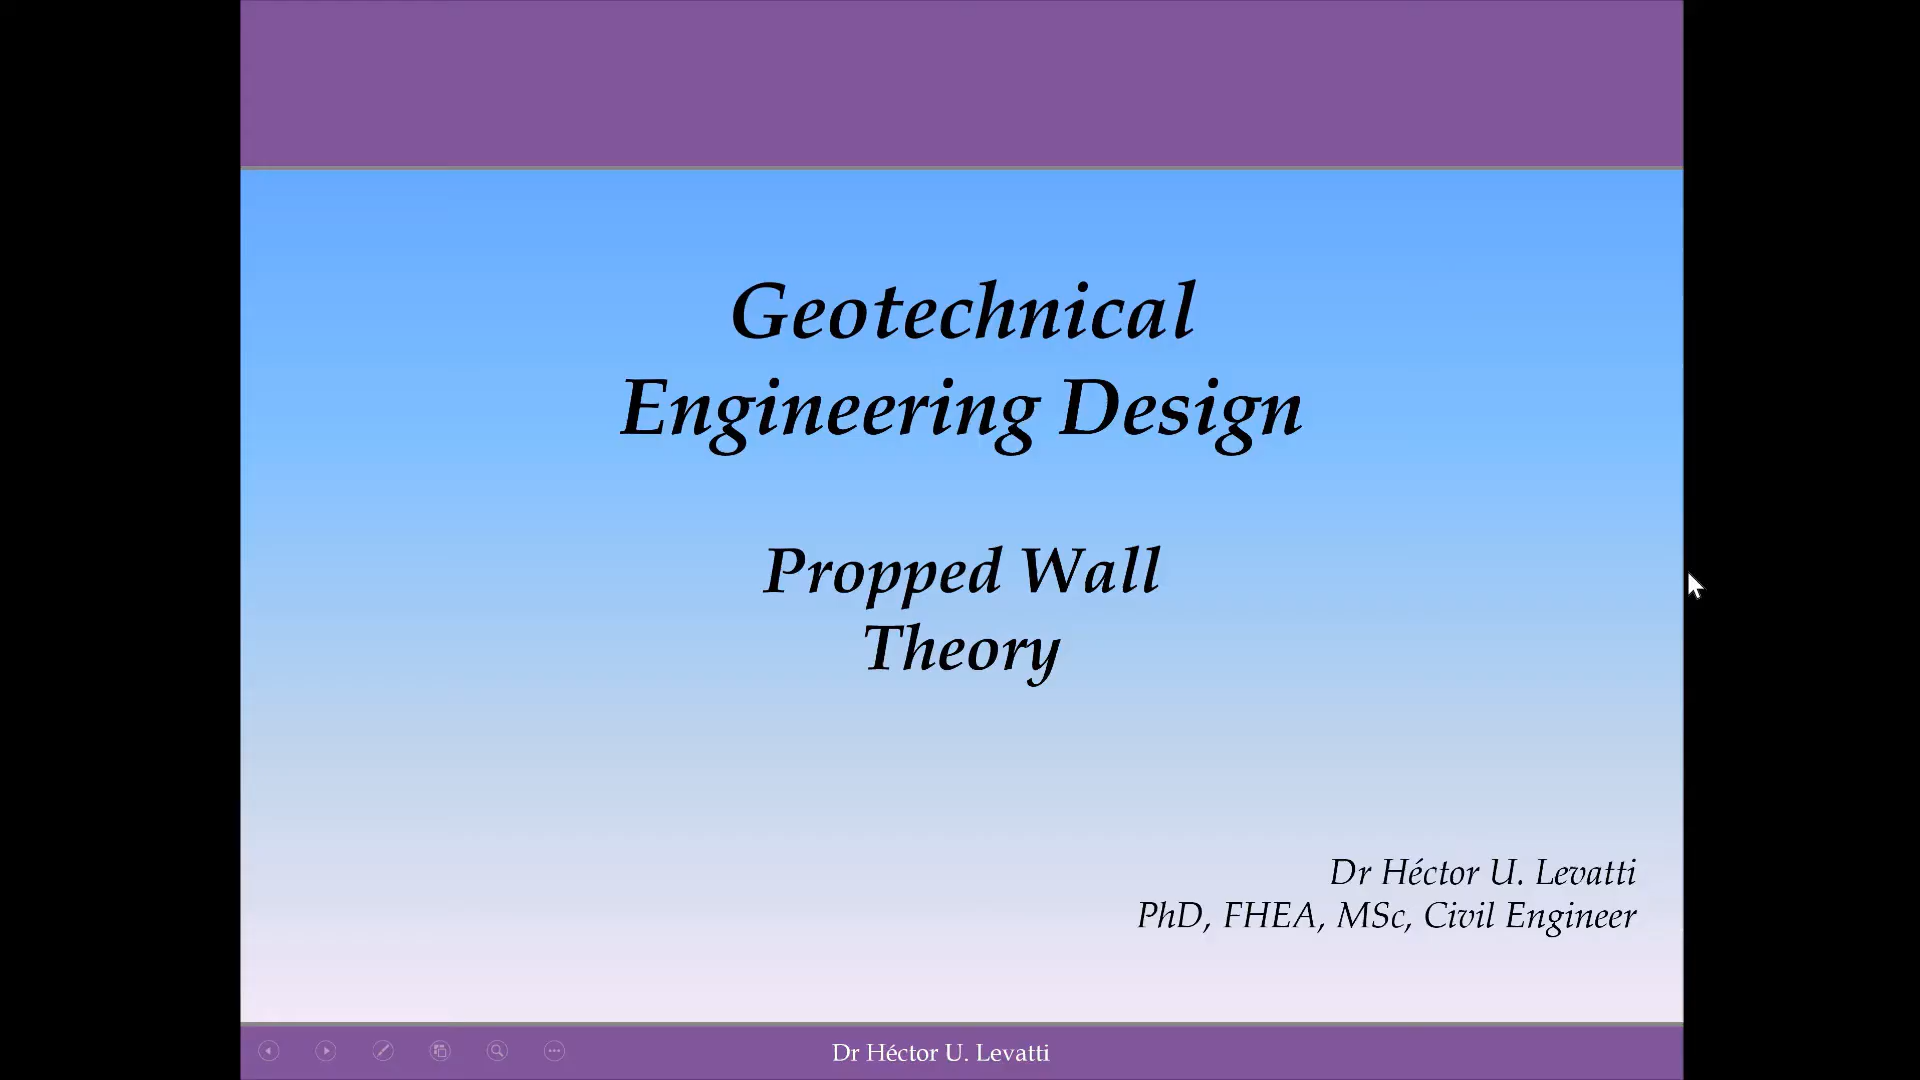 Geotechnical
Engineering Design
Propped Wall
Theory
Dr Héctor U. Levatti
PhD, FHEA, MSc, Civil Engineer
Dr Héctor U. Levatti